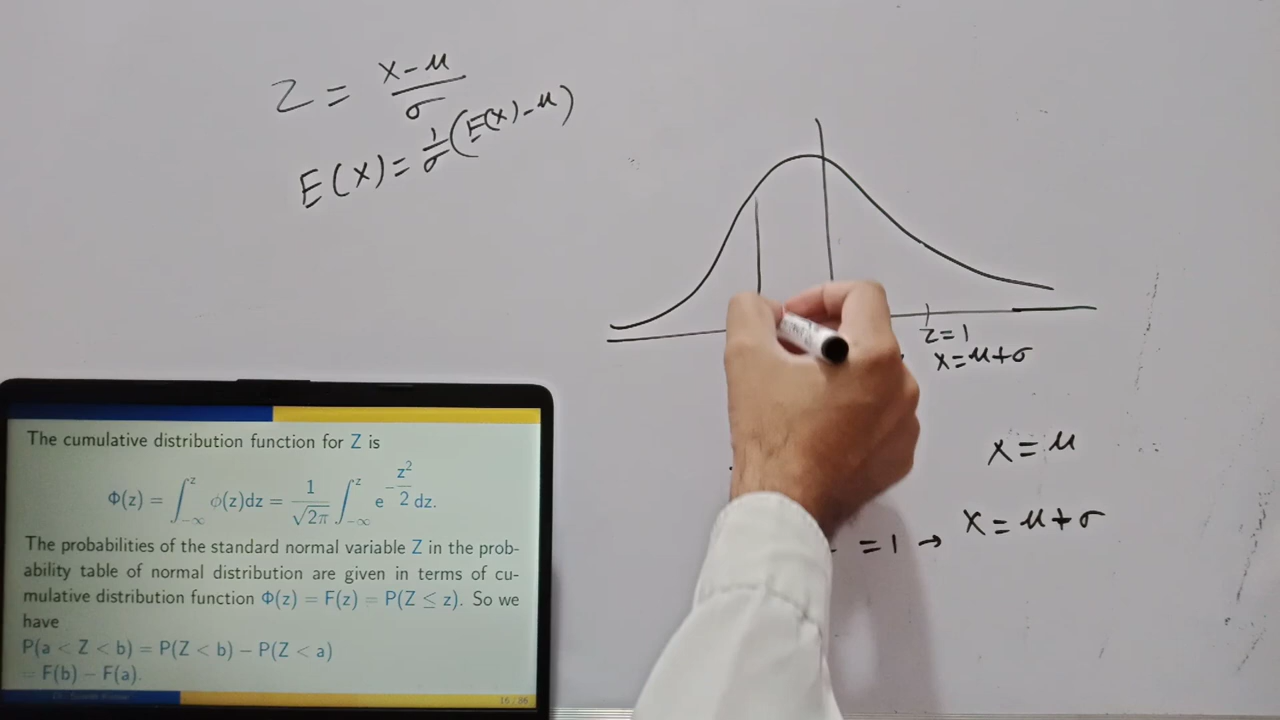 Z = (x-μ)/σ
E(X) = 1/σ (E(X)-μ)
Z=1
X=μ+σ
X=μ
=1 → X=μ+σ
The cumulative distribution function for Z is
Φ(z) = ∫_{-∞}^{z} ϕ(z)dz = 1/√2π ∫_{-∞}^{z} e^{-z²/2} dz.
The probabilities of the standard normal variable Z in the prob-
ability table of normal distribution are given in terms of cu-
mulative distribution function Φ(z) = F(z) = P(Z ≤ z). So we
have
P(a < Z < b) = P(Z < b) − P(Z < a)
= F(b) − F(a).
16 / 86